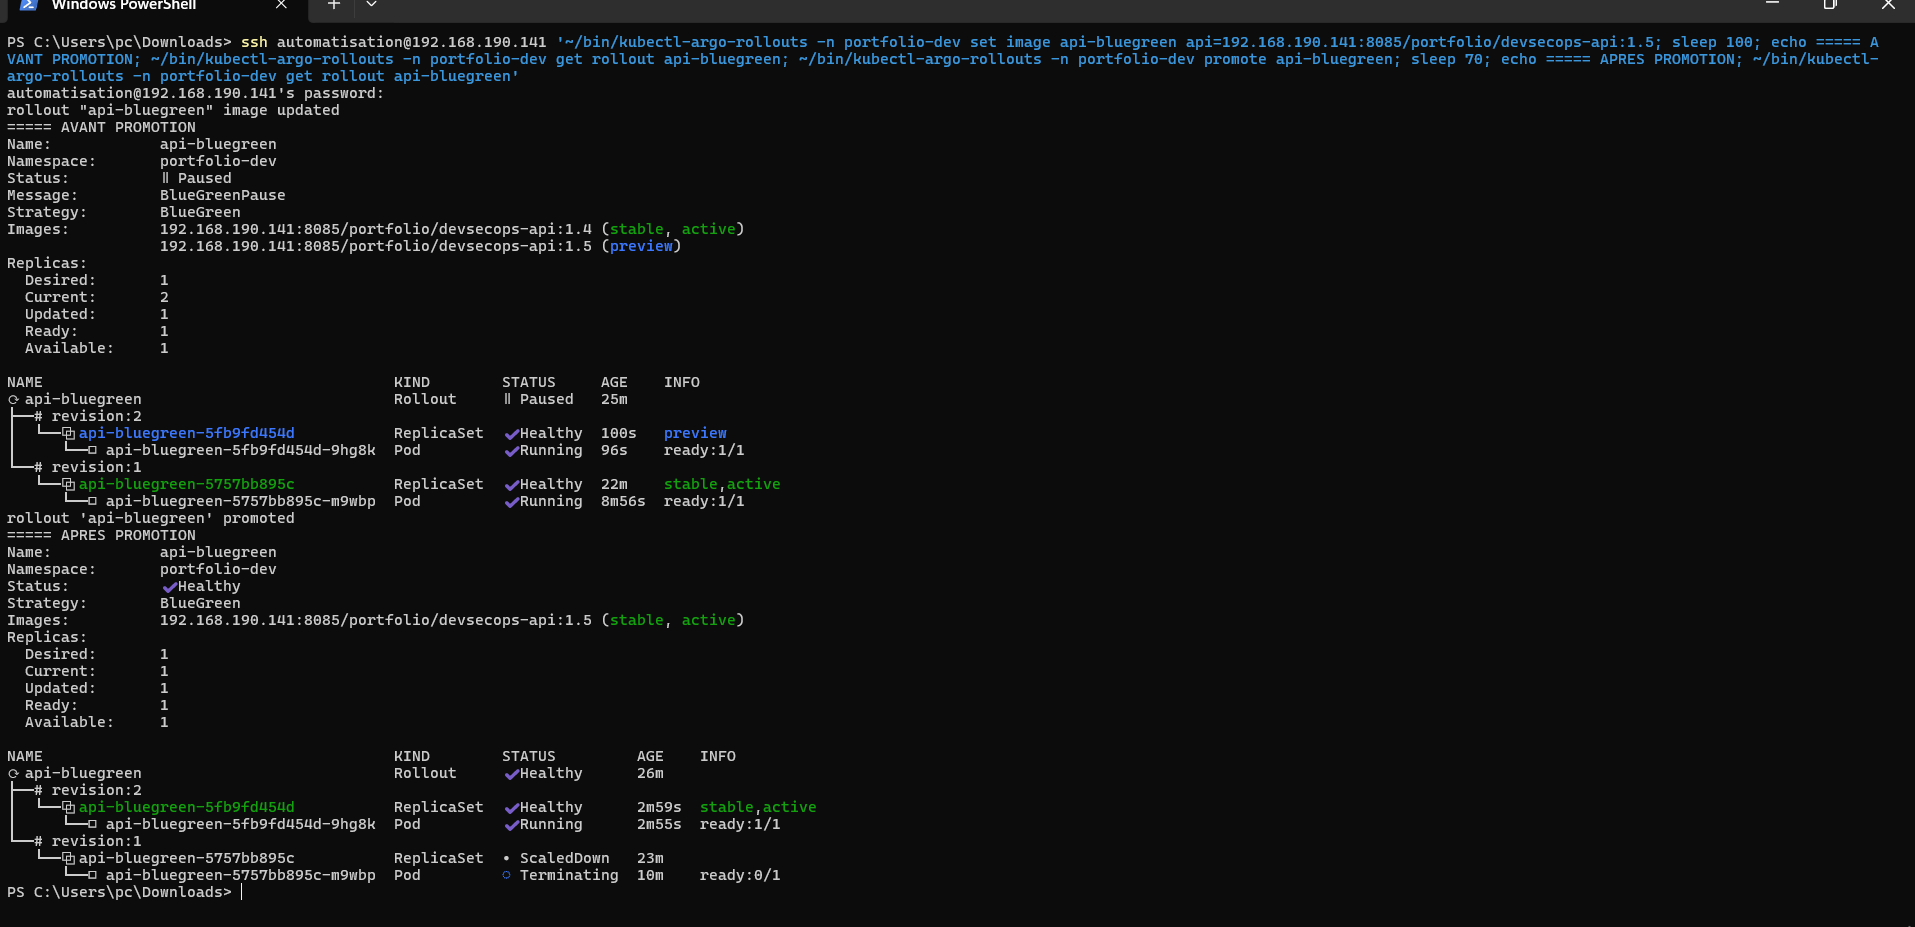 Windows PowerShell
PS C:\Users\pc\Downloads> ssh automatisation@192.168.190.141 '~/bin/kubectl-argo-rollouts -n portfolio-dev set image api-bluegreen api=192.168.190.141:8085/portfolio/devsecops-api:1.5; sleep 100; echo ===== A
VANT PROMOTION; ~/bin/kubectl-argo-rollouts -n portfolio-dev get rollout api-bluegreen; ~/bin/kubectl-argo-rollouts -n portfolio-dev promote api-bluegreen; sleep 70; echo ===== APRES PROMOTION; ~/bin/kubectl-
argo-rollouts -n portfolio-dev get rollout api-bluegreen'
automatisation@192.168.190.141's password:
rollout "api-bluegreen" image updated
===== AVANT PROMOTION
Name:            api-bluegreen
Namespace:       portfolio-dev
Status:          ॥ Paused
Message:         BlueGreenPause
Strategy:        BlueGreen
Images:          192.168.190.141:8085/portfolio/devsecops-api:1.4 (stable, active)
                 192.168.190.141:8085/portfolio/devsecops-api:1.5 (preview)
Replicas:
  Desired:       1
  Current:       2
  Updated:       1
  Ready:         1
  Available:     1
NAME                                       KIND        STATUS     AGE    INFO
⟳ api-bluegreen                            Rollout     ॥ Paused   25m
├──# revision:2
│  └──⧉ api-bluegreen-5fb9fd454d           ReplicaSet  ✔ Healthy  100s   preview
│     └──□ api-bluegreen-5fb9fd454d-9hg8k  Pod         ✔ Running  96s    ready:1/1
└──# revision:1
   └──⧉ api-bluegreen-5757bb895c           ReplicaSet  ✔ Healthy  22m    stable,active
      └──□ api-bluegreen-5757bb895c-m9wbp  Pod         ✔ Running  8m56s  ready:1/1
rollout 'api-bluegreen' promoted
===== APRES PROMOTION
Name:            api-bluegreen
Namespace:       portfolio-dev
Status:          ✔ Healthy
Strategy:        BlueGreen
Images:          192.168.190.141:8085/portfolio/devsecops-api:1.5 (stable, active)
Replicas:
  Desired:       1
  Current:       1
  Updated:       1
  Ready:         1
  Available:     1
NAME                                       KIND        STATUS         AGE    INFO
⟳ api-bluegreen                            Rollout     ✔ Healthy      26m
├──# revision:2
│  └──⧉ api-bluegreen-5fb9fd454d           ReplicaSet  ✔ Healthy      2m59s  stable,active
│     └──□ api-bluegreen-5fb9fd454d-9hg8k  Pod         ✔ Running      2m55s  ready:1/1
└──# revision:1
   └──⧉ api-bluegreen-5757bb895c           ReplicaSet  • ScaledDown   23m
      └──□ api-bluegreen-5757bb895c-m9wbp  Pod         ◌ Terminating  10m    ready:0/1
PS C:\Users\pc\Downloads>